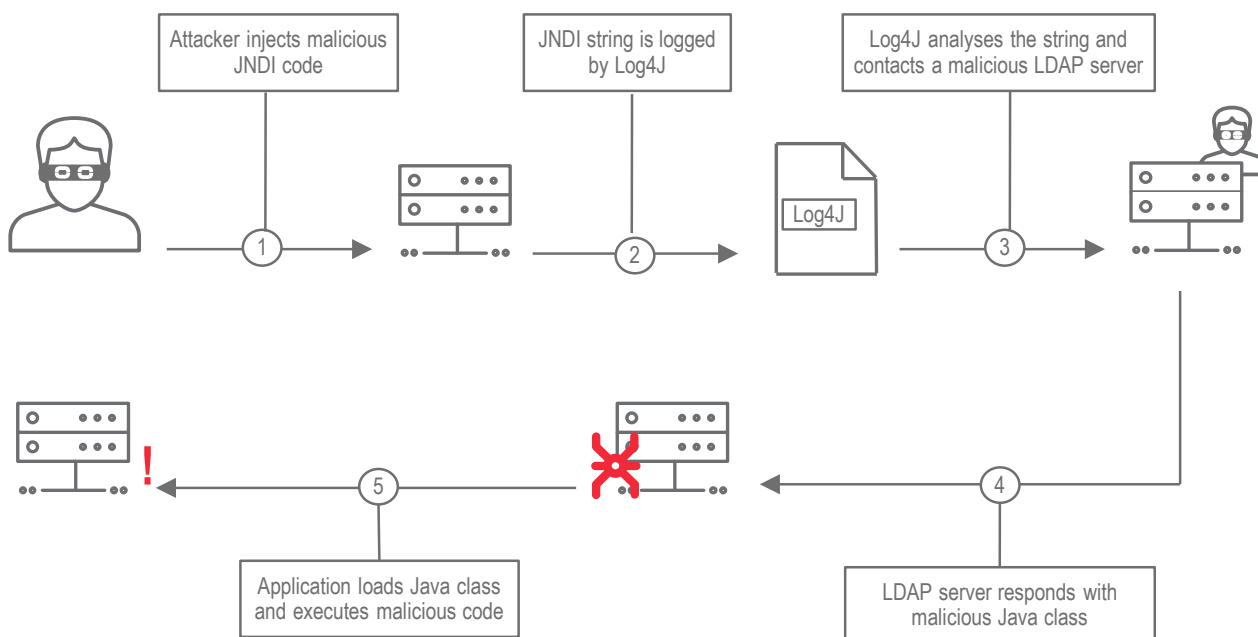 Attacker injects malicious
JNDI code
JNDI string is logged
by Log4J
Log4J analyses the string and
contacts a malicious LDAP server
Log4J
1
2
3
4
5
Application loads Java class
and executes malicious code
LDAP server responds with
malicious Java class
!